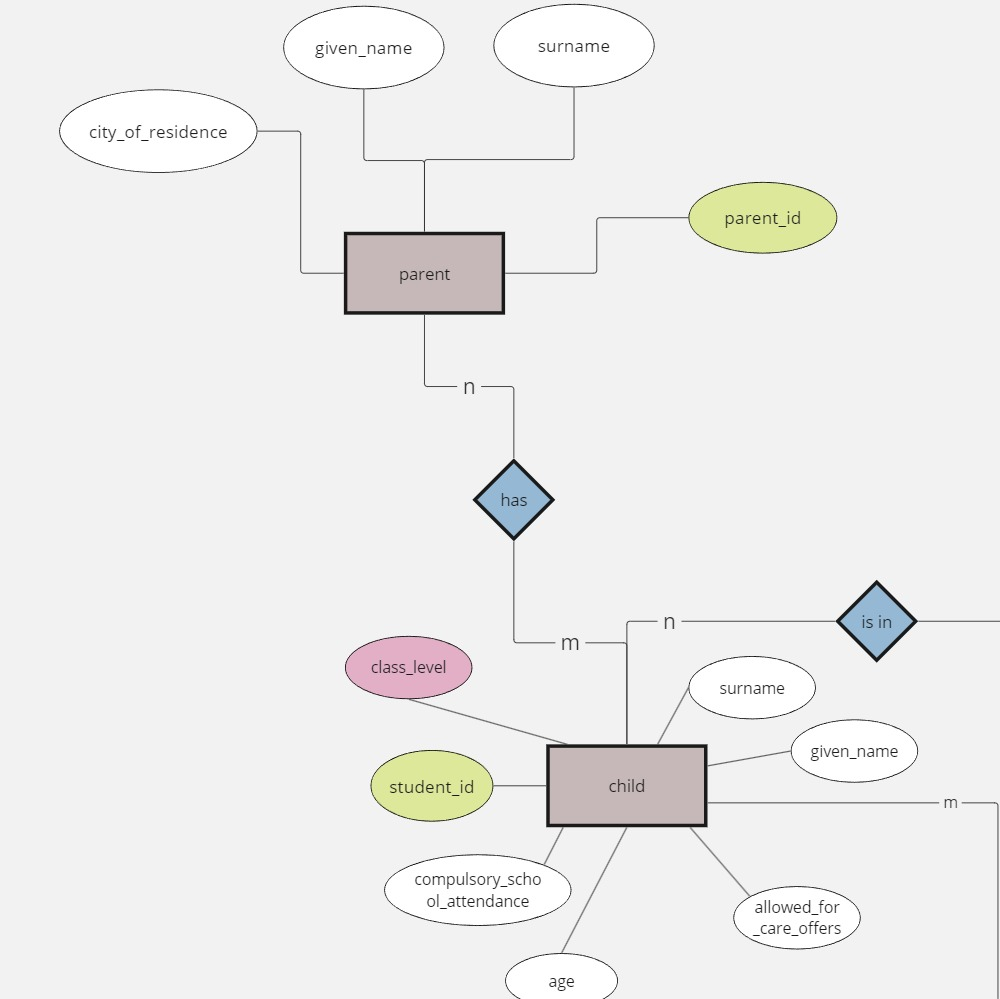 given_name
surname
city_of_residence
parent_id
parent
n
has
n
is in
m
class_level
surname
given_name
student_id
child
m
compulsory_scho
ol_attendance
allowed_for
_care_offers
age